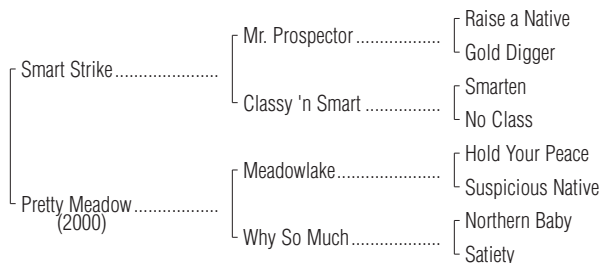 Raise a Native
Mr. Prospector ..................
Gold Digger
Smart Strike ......................
Smarten
Classy 'n Smart ................
No Class
Hold Your Peace
Meadowlake......................
Suspicious Native
Pretty Meadow ..................
(2000)
Northern Baby
Why So Much ...................
Satiety